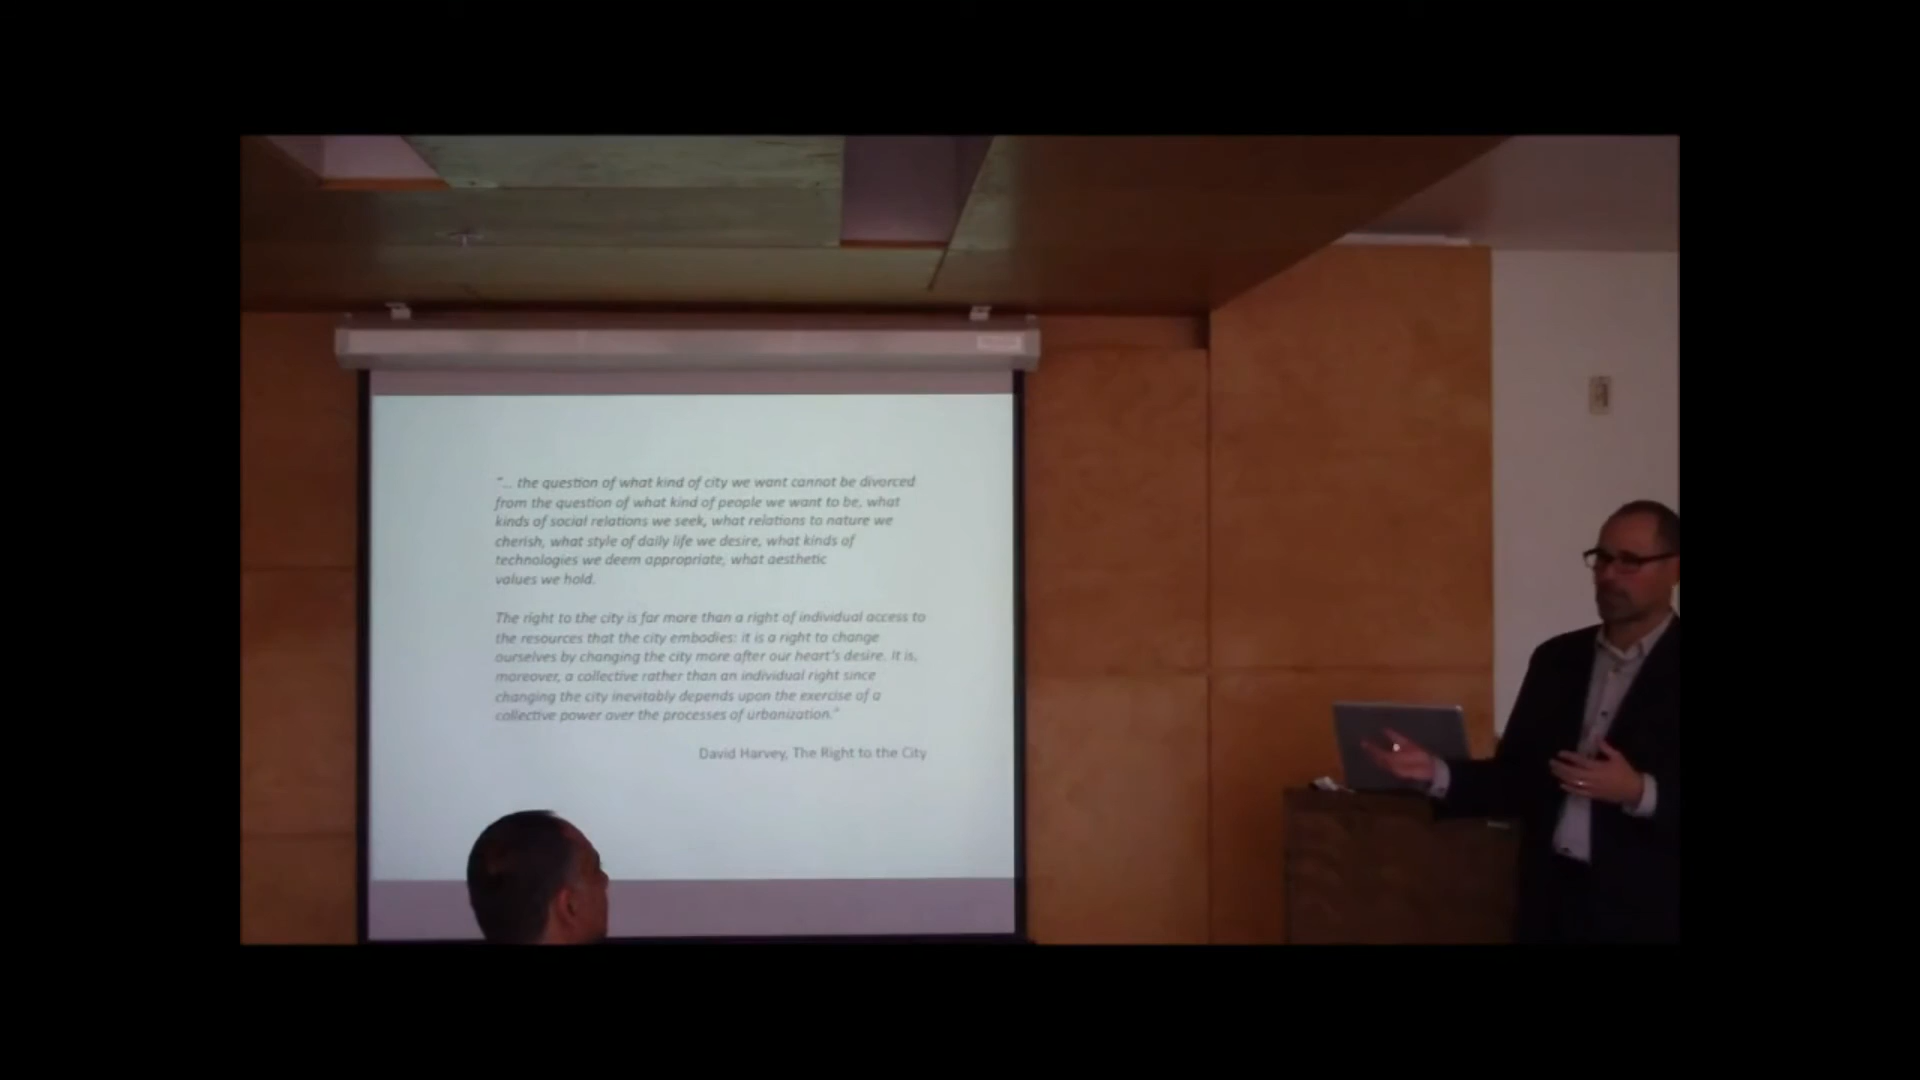 "... the question of what kind of city we want cannot be divorced
from the question of what kind of people we want to be, what
kinds of social relations we seek, what relations to nature we
cherish, what style of daily life we desire, what kinds of
technologies we deem appropriate, what aesthetic
values we hold.
The right to the city is far more than a right of individual access to
the resources that the city embodies: it is a right to change
ourselves by changing the city more after our heart's desire. It is,
moreover, a collective rather than an individual right since
changing the city inevitably depends upon the exercise of a
collective power over the processes of urbanization."
David Harvey, The Right to the City